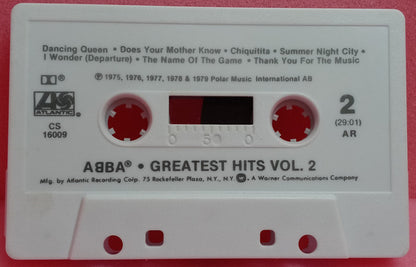 Dancing Queen • Does Your Mother Know • Chiquitita • Summer Night City •
I Wonder (Departure) • The Name Of The Game • Thank You For The Music
℗ 1975, 1976, 1977, 1978 & 1979 Polar Music International AB
ATLANTIC
CS
16009
2
(29:01)
AR
0 50 0
ABBA® • GREATEST HITS VOL. 2
Mfg. by Atlantic Recording Corp. 75 Rockefeller Plaza, N.Y., N.Y. W. A Warner Communications Company